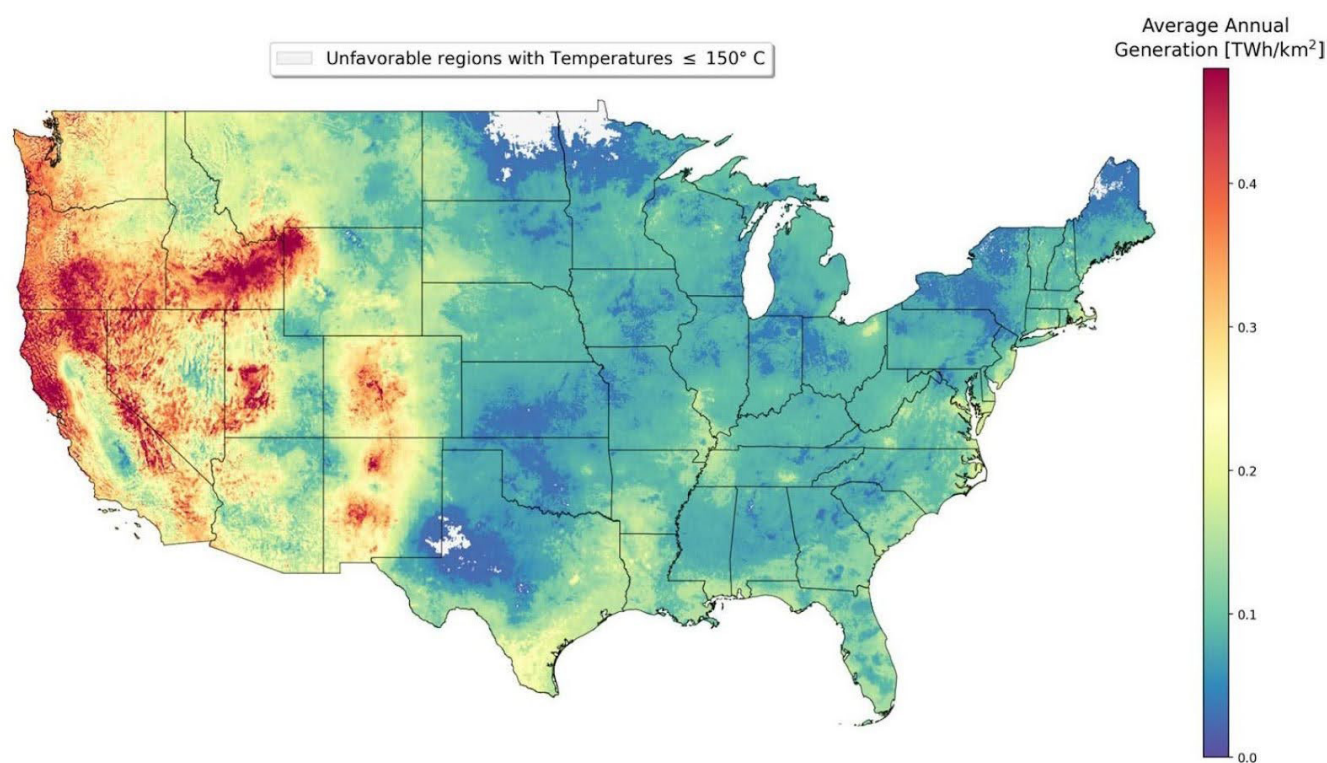 Average Annual
Generation [TWh/km²]
Unfavorable regions with Temperatures ≤ 150° C
0.4
0.3
0.2
0.1
0.0